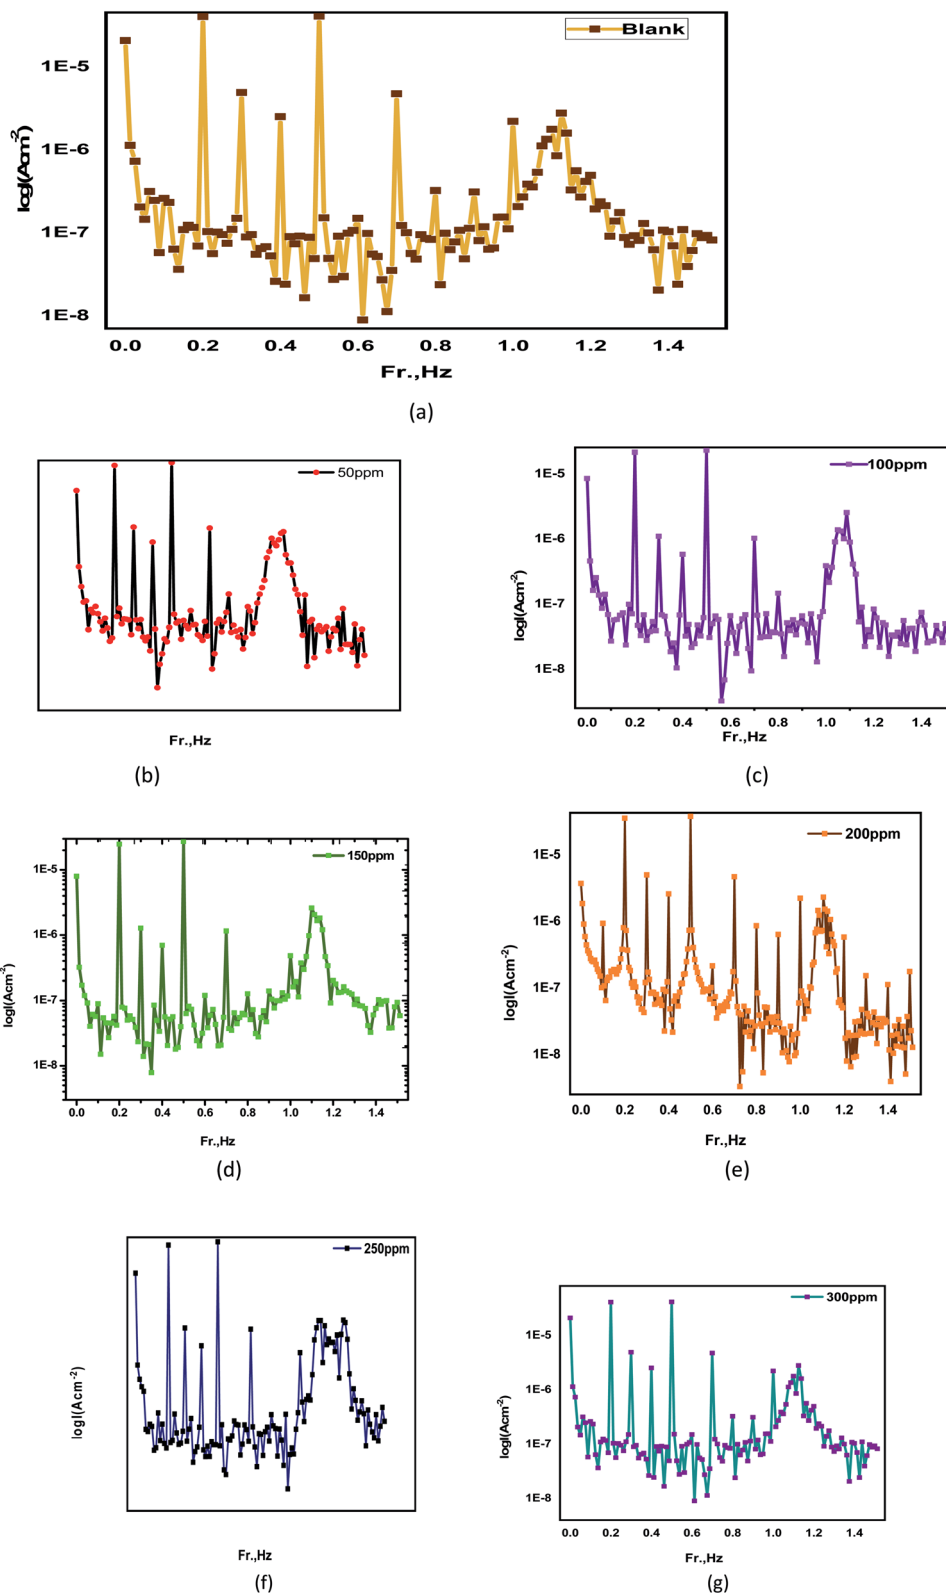 Blank
logI(Acm-2)
1E-5
1E-6
1E-7
1E-8
0.0 0.2 0.4 0.6 0.8 1.0 1.2 1.4
Fr.,Hz
(a)
50ppm
Fr.,Hz
(b)
100ppm
logI(Acm-2)
1E-5
1E-6
1E-7
1E-8
0.0 0.2 0.4 0.6 0.8 1.0 1.2 1.4
Fr.,Hz
(c)
150ppm
logI(Acm-2)
1E-5
1E-6
1E-7
1E-8
0.0 0.2 0.4 0.6 0.8 1.0 1.2 1.4
Fr.,Hz
(d)
200ppm
logI(Acm-2)
1E-5
1E-6
1E-7
1E-8
0.0 0.2 0.4 0.6 0.8 1.0 1.2 1.4
Fr.,Hz
(e)
250ppm
logI(Acm-2)
Fr.,Hz
(f)
300ppm
logI(Acm-2)
1E-5
1E-6
1E-7
1E-8
0.0 0.2 0.4 0.6 0.8 1.0 1.2 1.4
Fr.,Hz
(g)